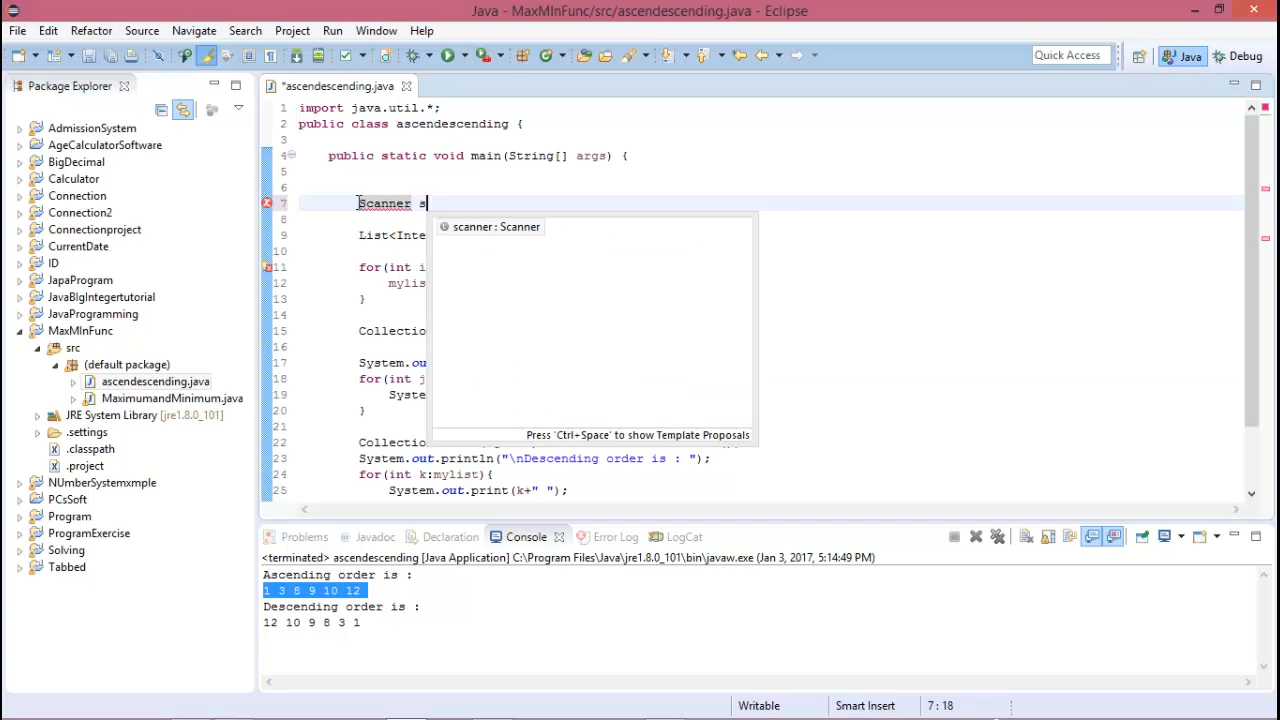 Java - MaxMInFunc/src/ascendescending.java - Eclipse
File Edit Refactor Source Navigate Search Project Run Window Help
Quick Access Java Debug
Package Explorer
*ascendescending.java
AdmissionSystem
AgeCalculatorSoftware
BigDecimal
Calculator
Connection
Connection2
Connectionproject
CurrentDate
ID
JapaProgram
JavaBIgIntegertutorial
JavaProgramming
MaxMInFunc
src
(default package)
ascendescending.java
MaximumandMinimum.java
JRE System Library [jre1.8.0_101]
.settings
.classpath
.project
NUmberSystemxmple
PCsSoft
Program
ProgramExercise
Solving
Tabbed
1 import java.util.*;
2 public class ascendescending {
3
4 public static void main(String[] args) {
5
6
7 Scanner s
8
9 List<Inte
10
11 for(int i
12 mylis
13 }
14
15 Collectio
16
17 System.ou
18 for(int j
19 Syste
20 }
21
22 Collectio
23 System.out.println("\nDescending order is : ");
24 for(int k:mylist){
25 System.out.print(k+" ");
scanner : Scanner
Press 'Ctrl+Space' to show Template Proposals
Problems Javadoc Declaration Console Error Log LogCat
<terminated> ascendescending [Java Application] C:\Program Files\Java\jre1.8.0_101\bin\javaw.exe (Jan 3, 2017, 5:14:49 PM)
Ascending order is :
1 3 8 9 10 12
Descending order is :
12 10 9 8 3 1
Writable Smart Insert 7 : 18